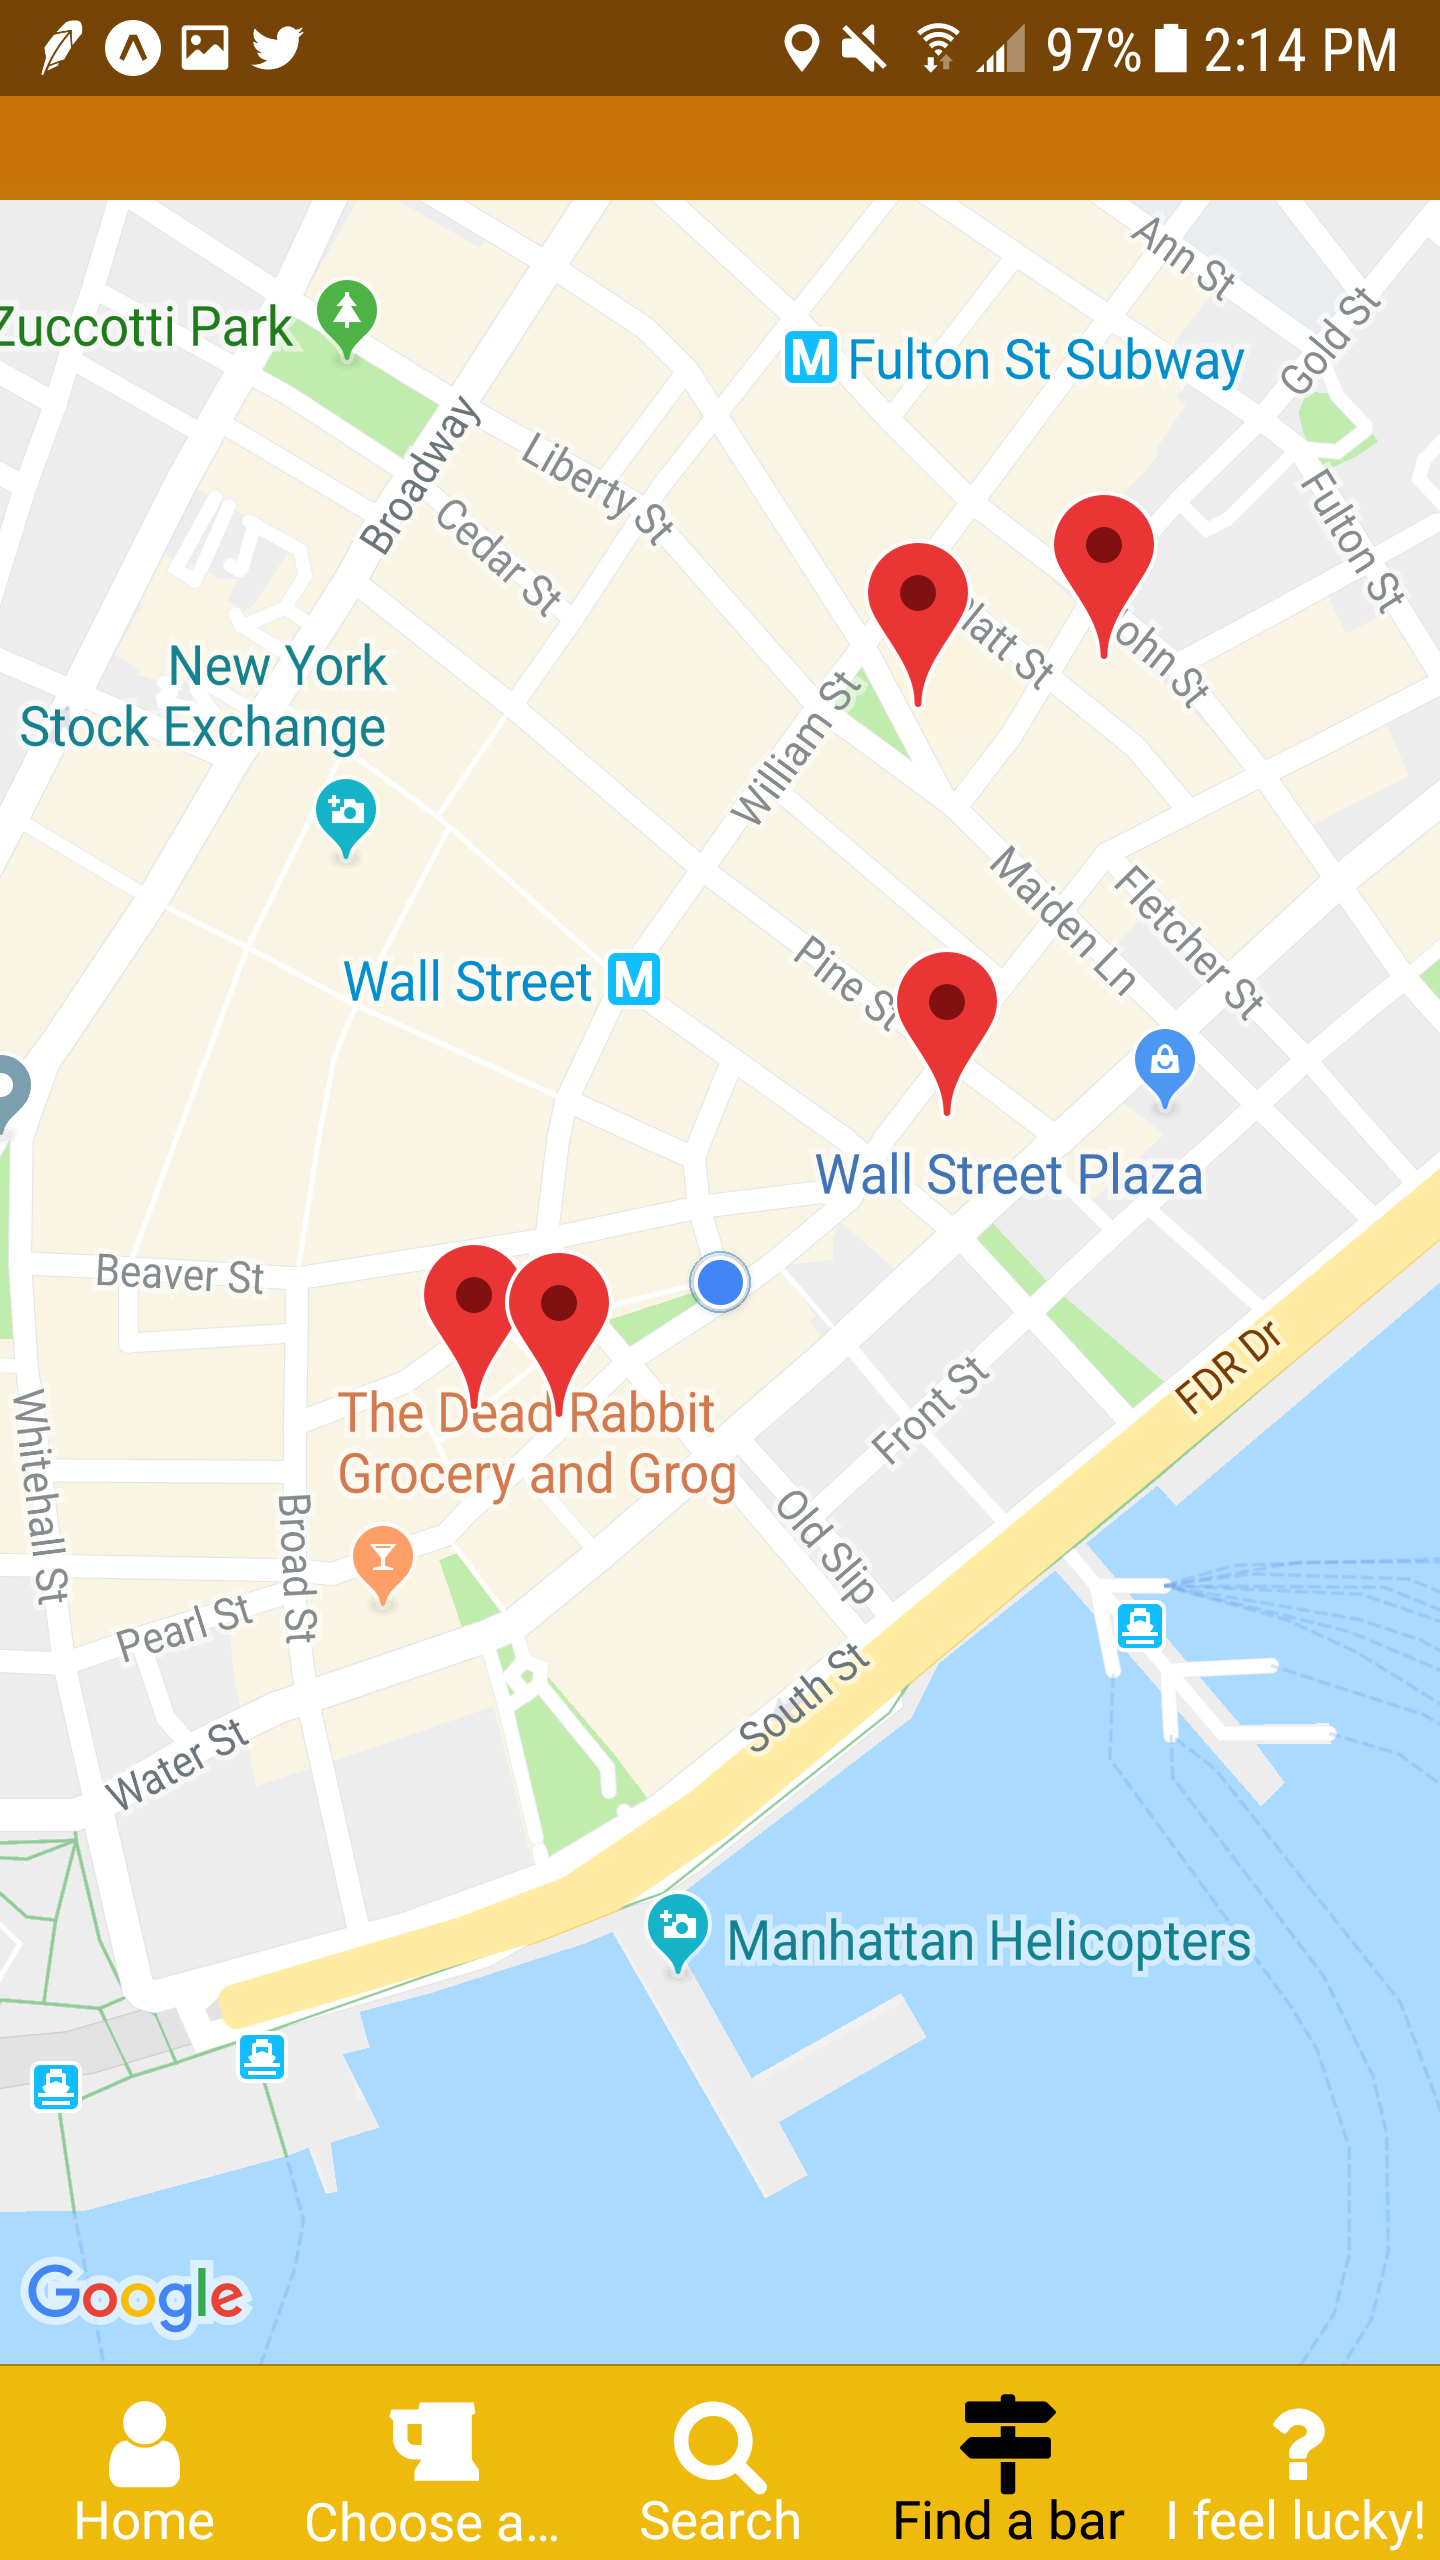 97% 2:14 PM
Ann St
Gold St
Zuccotti Park
M Fulton St Subway
Broadway
Liberty St
Cedar St
Fulton St
Platt St
John St
New York
Stock Exchange
William St
Maiden Ln
Fletcher St
Pine St
Wall Street M
Wall Street Plaza
Beaver St
FDR Dr
The Dead Rabbit
Grocery and Grog
Front St
Whitehall St
Broad St
Old Slip
Pearl St
South St
Water St
Manhattan Helicopters
Google
Home
Choose a...
Search
Find a bar
I feel lucky!